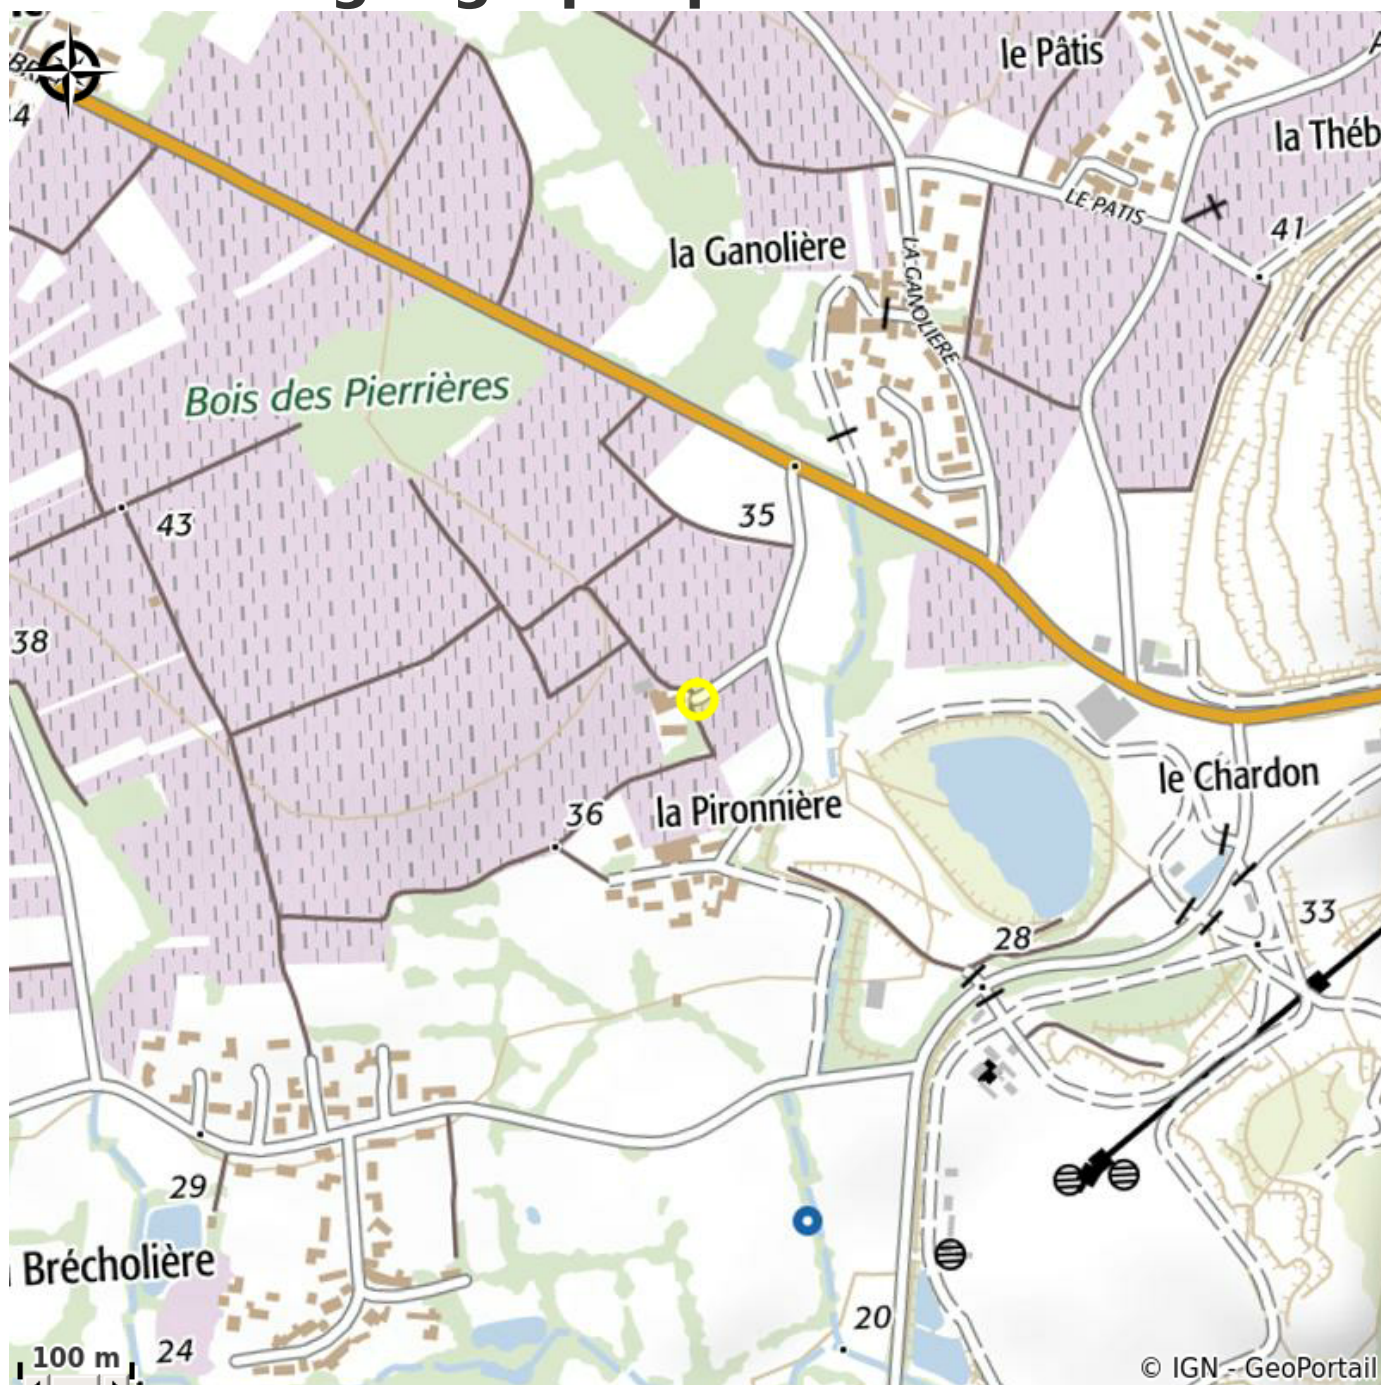 le Pâtis
la Théb
LE PATIS
41
la Ganolière
LA GANOLIERE
Bois des Pierrières
35
43
38
36
la Pironnière
le Chardon
33
28
29
Brécholière
24
20
100 m
© IGN - GeoPortail